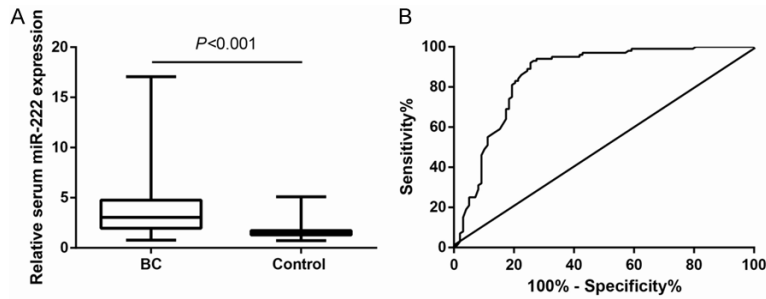 A
P<0.001
Relative serum miR-222 expression
20
15
10
5
0
BC
Control
B
Sensitivity%
100
80
60
40
20
0
0
20
40
60
80
100
100% - Specificity%